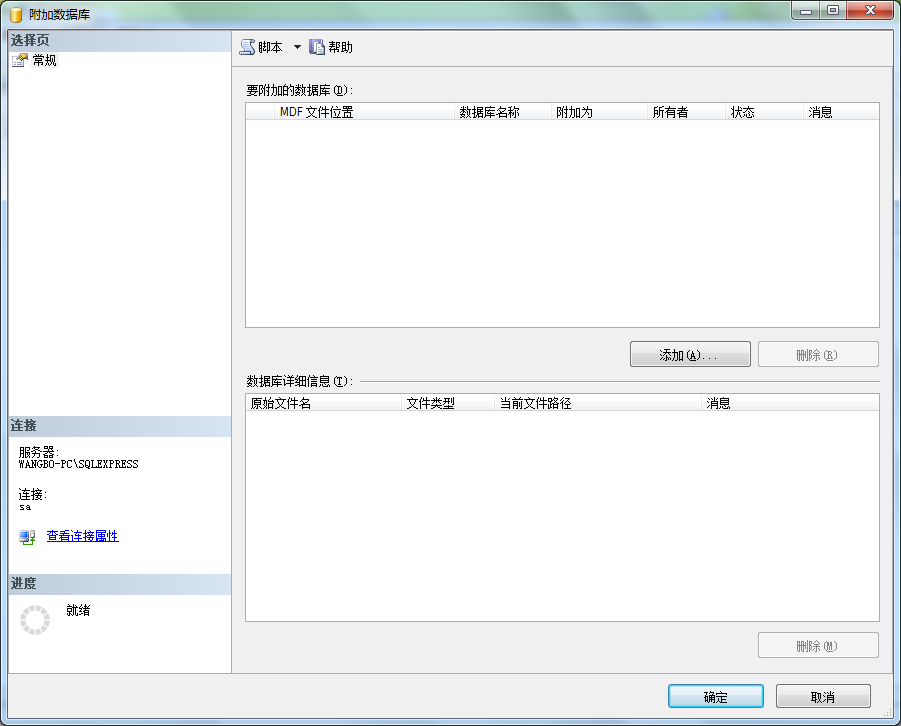 附加数据库
选择页
常规
脚本 帮助
要附加的数据库(D):
MDF 文件位置 数据库名称 附加为 所有者 状态 消息
添加(A)... 删除(R)
数据库详细信息(T):
原始文件名 文件类型 当前文件路径 消息
连接
服务器:
WANGBO-PC\SQLEXPRESS
连接:
sa
查看连接属性
进度
就绪
删除(M)
确定 取消